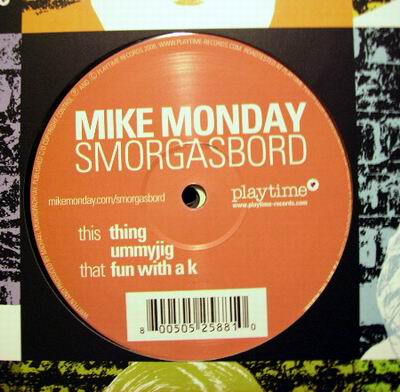 MIKE MONDAY
SMORGASBORD
mikemonday.com/smorgasbord
playtime
www.playtime-records.com
this thing
ummyjig
that fun with a k
8 00505 25881 0